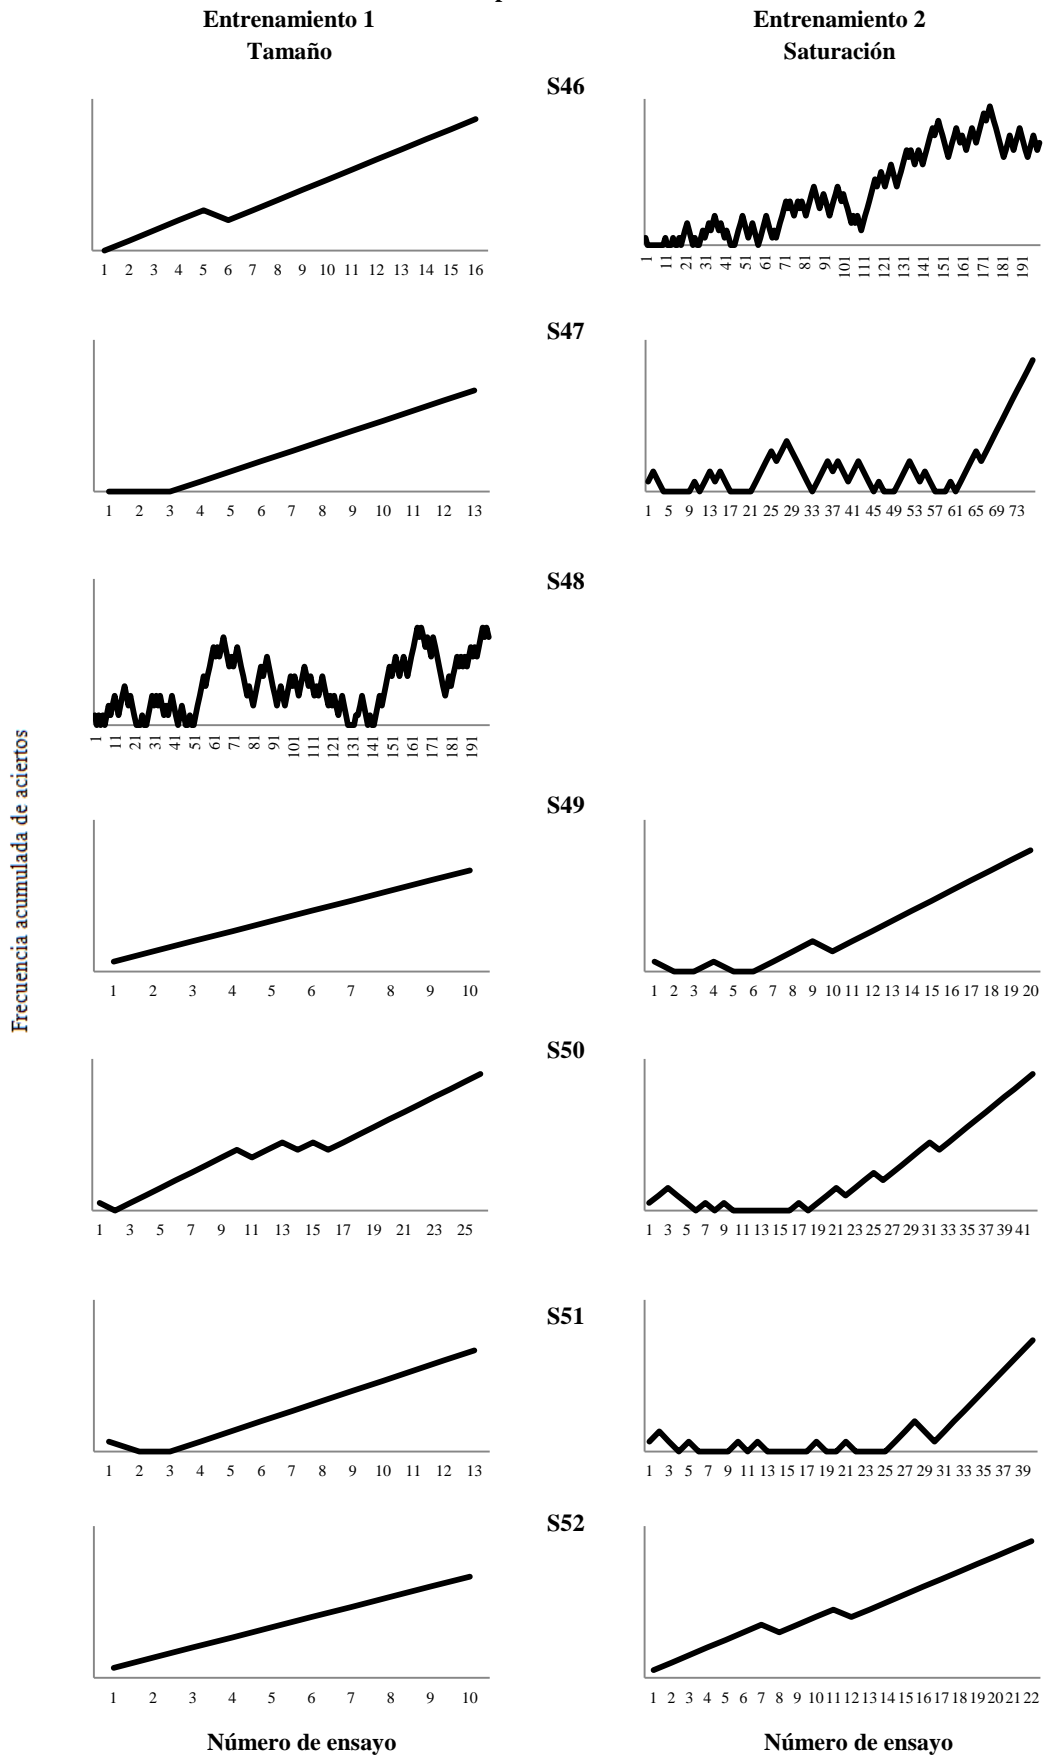 Entrenamiento 1
Tamaño
Entrenamiento 2
Saturación
S46
1 2 3 4 5 6 7 8 9 10 11 12 13 14 15 16
1 11 21 31 41 51 61 71 81 91 101 111 121 131 141 151 161 171 181 191
S47
1 2 3 4 5 6 7 8 9 10 11 12 13
1 5 9 13 17 21 25 29 33 37 41 45 49 53 57 61 65 69 73
S48
1 11 21 31 41 51 61 71 81 91 101 111 121 131 141 151 161 171 181 191
Frecuencia acumulada de aciertos
S49
1 2 3 4 5 6 7 8 9 10
1 2 3 4 5 6 7 8 9 10 11 12 13 14 15 16 17 18 19 20
S50
1 3 5 7 9 11 13 15 17 19 21 23 25
1 3 5 7 9 11 13 15 17 19 21 23 25 27 29 31 33 35 37 39 41
S51
1 2 3 4 5 6 7 8 9 10 11 12 13
1 3 5 7 9 11 13 15 17 19 21 23 25 27 29 31 33 35 37 39
S52
1 2 3 4 5 6 7 8 9 10
1 2 3 4 5 6 7 8 9 10 11 12 13 14 15 16 17 18 19 20 21 22
Número de ensayo
Número de ensayo